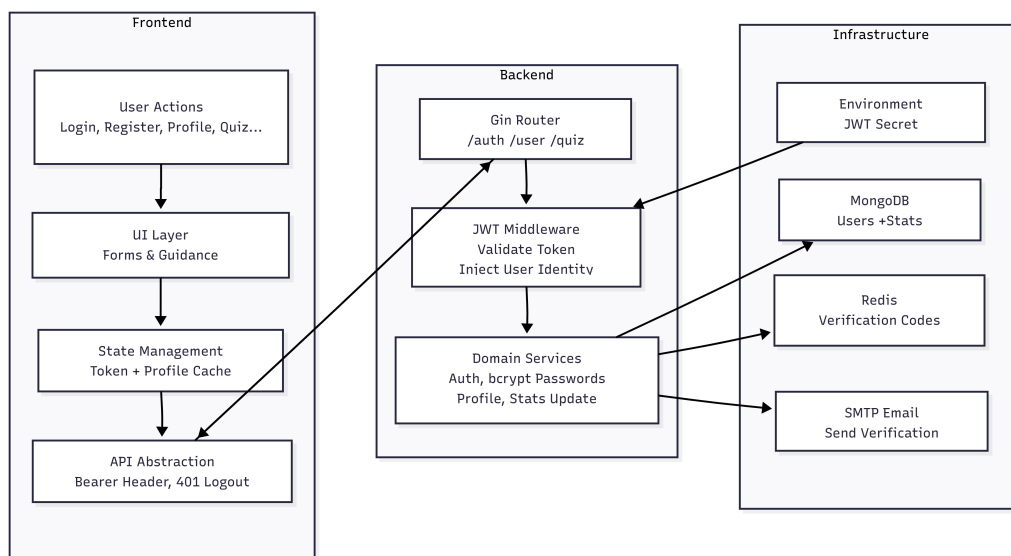 Frontend
User Actions
Login, Register, Profile, Quiz...
UI Layer
Forms & Guidance
State Management
Token + Profile Cache
API Abstraction
Bearer Header, 401 Logout
Backend
Gin Router
/auth /user /quiz
JWT Middleware
Validate Token
Inject User Identity
Domain Services
Auth, bcrypt Passwords
Profile, Stats Update
Infrastructure
Environment
JWT Secret
MongoDB
Users +Stats
Redis
Verification Codes
SMTP Email
Send Verification